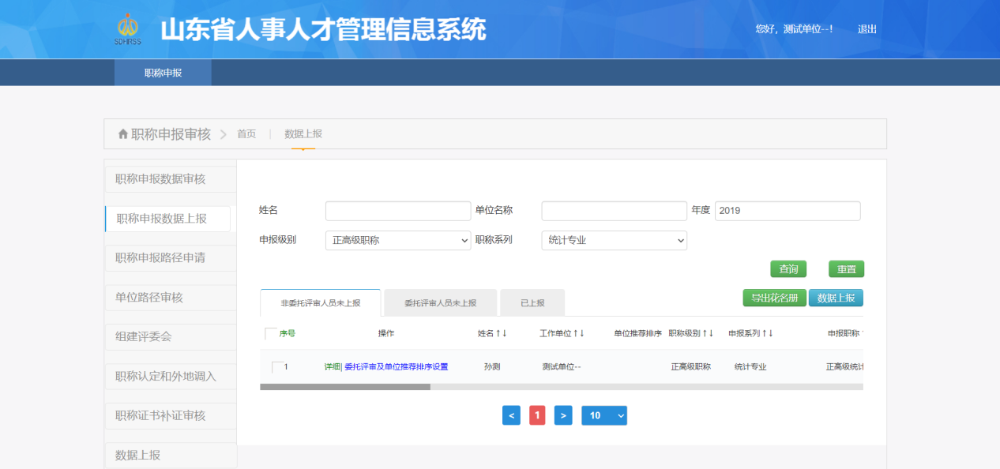 SDHRSS
山东省人事人才管理信息系统
您好，测试单位--！ 退出
职称申报
职称申报审核 首页 | 数据上报
职称申报数据审核
职称申报数据上报
职称申报路径申请
单位路径审核
组建评委会
职称认定和外地调入
职称证书补证审核
数据上报
姓名 单位名称 年度 2019
申报级别 正高级职称 职称系列 统计专业
查询 重置
非委托评审人员未上报 委托评审人员未上报 已上报 导出花名册 数据上报
序号 操作 姓名↑↓ 工作单位↑↓ 单位推荐排序 职称级别↑↓ 申报系列↑↓ 申报职称
1 详细| 委托评审及单位推荐排序设置 孙测 测试单位-- 正高级职称 统计专业 正高级统计
< 1 > 10